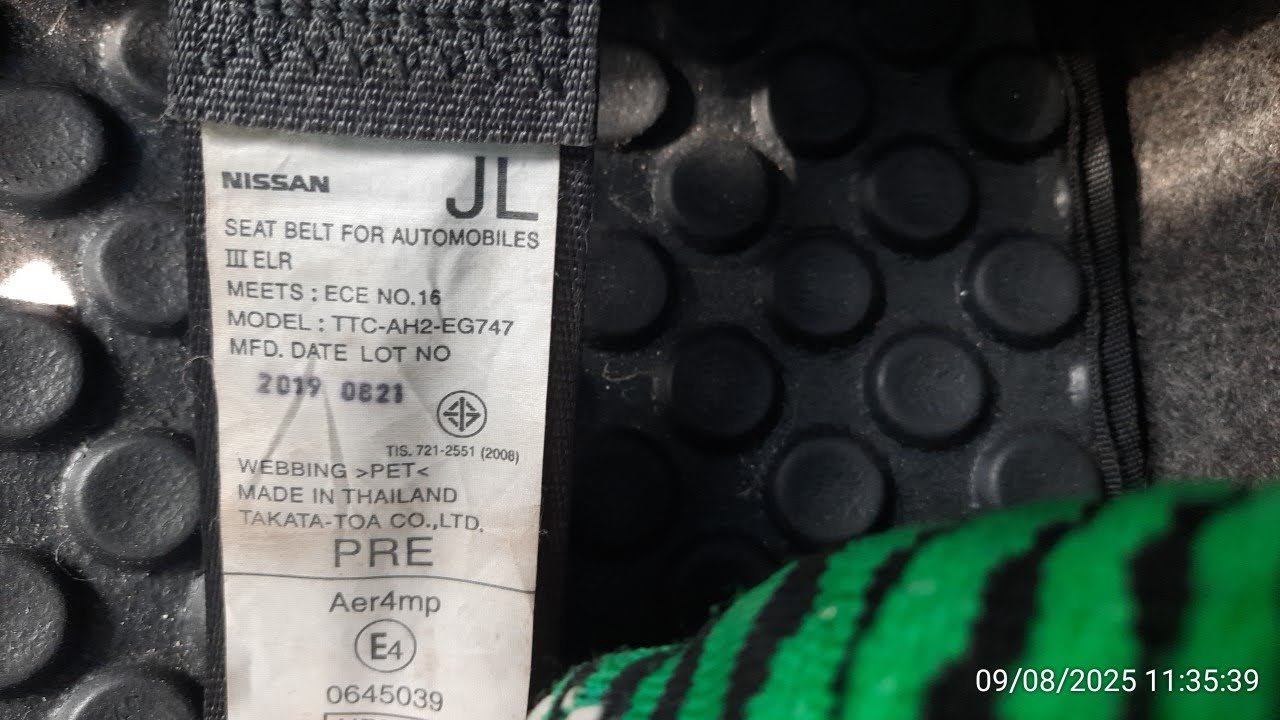 NISSAN JL
SEAT BELT FOR AUTOMOBILES
III ELR
MEETS : ECE NO.16
MODEL : TTC-AH2-EG747
MFD. DATE LOT NO
2019 0821
TIS. 721-2551 (2008)
WEBBING >PET<
MADE IN THAILAND
TAKATA-TOA CO.,LTD.
PRE
Aer4mp
E4
0645039
09/08/2025 11:35:39